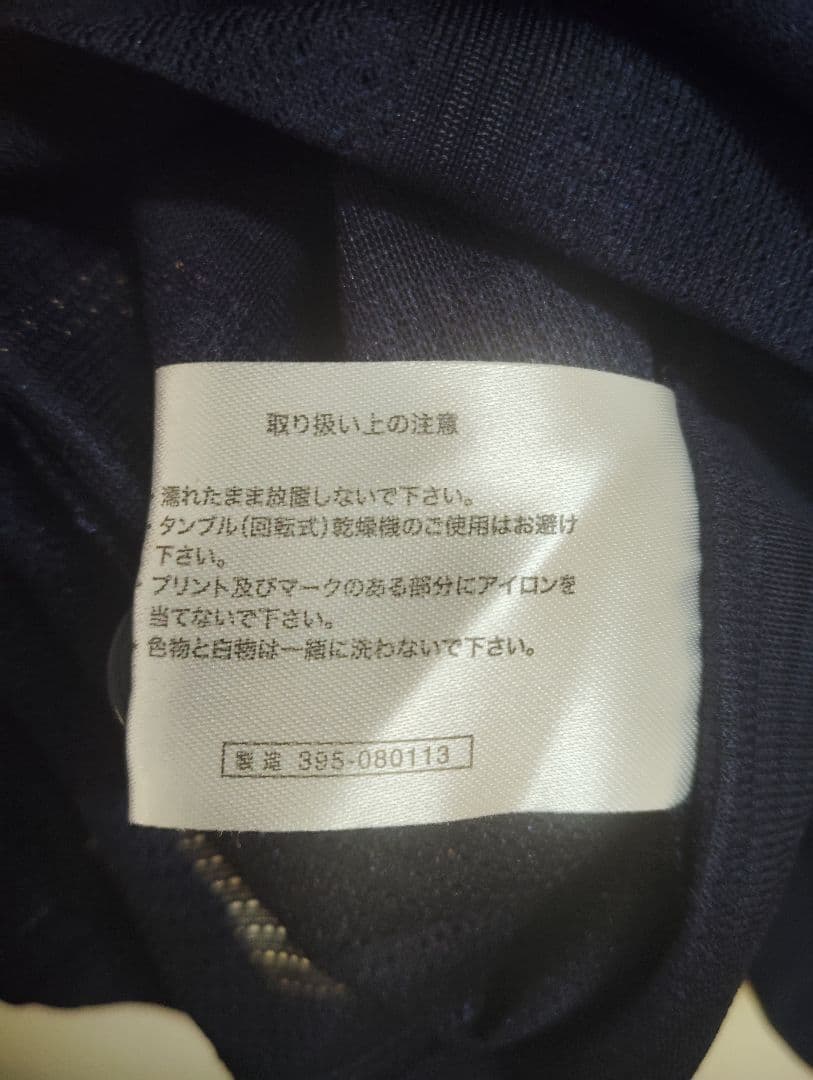 取り扱い上の注意
・濡れたまま放置しないで下さい。
・タンブル(回転式)乾燥機のご使用はお避け
下さい。
・プリント及びマークのある部分にアイロンを
当てないで下さい。
・色物と白物は一緒に洗わないで下さい。
製造 395-080113